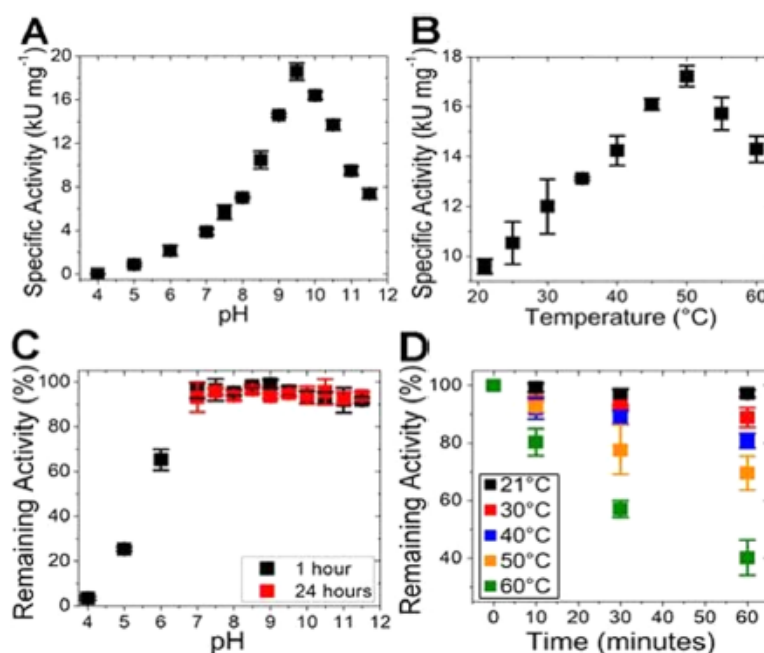 A
Specific Activity (kU mg⁻¹)
20
16
12
8
4
0
4 5 6 7 8 9 10 11 12
pH
B
Specific Activity (kU mg⁻¹)
18
16
14
12
10
20 30 40 50 60
Temperature (°C)
C
Remaining Activity (%)
100
80
60
40
20
0
4 5 6 7 8 9 10 11 12
pH
1 hour
24 hours
D
Remaining Activity (%)
100
80
60
40
0 10 20 30 40 50 60
Time (minutes)
21°C
30°C
40°C
50°C
60°C